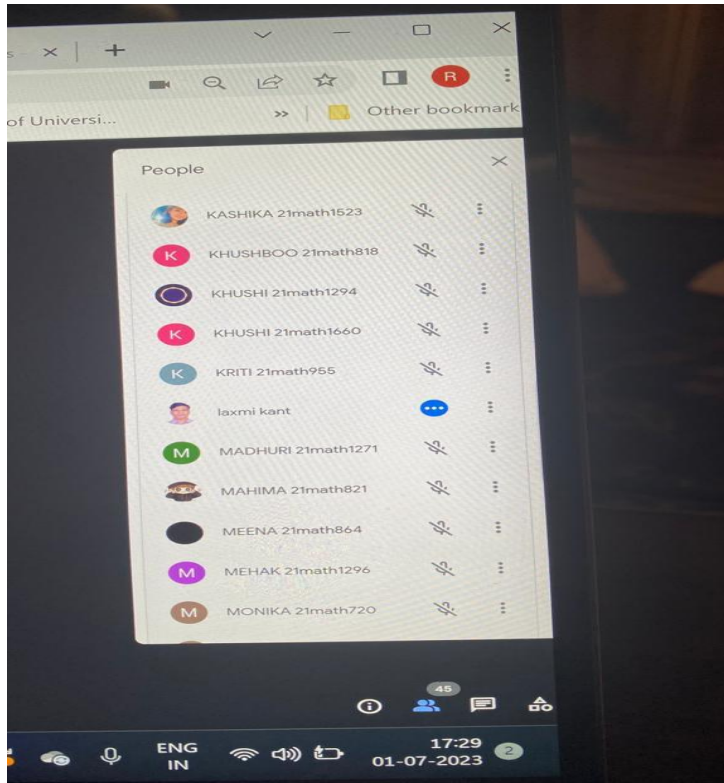 s
of Universi...
»
R
Other bookmark
People
KASHIKA 21math1523
K KHUSHBOO 21math818
KHUSHI 21math1294
K KHUSHI 21math1660
K KRITI 21math955
laxmi kant
M MADHURI 21math1271
MAHIMA 21math821
MEENA 21math864
M MEHAK 21math1296
M MONIKA 21math720
45
ENG
IN
17:29
01-07-2023
2